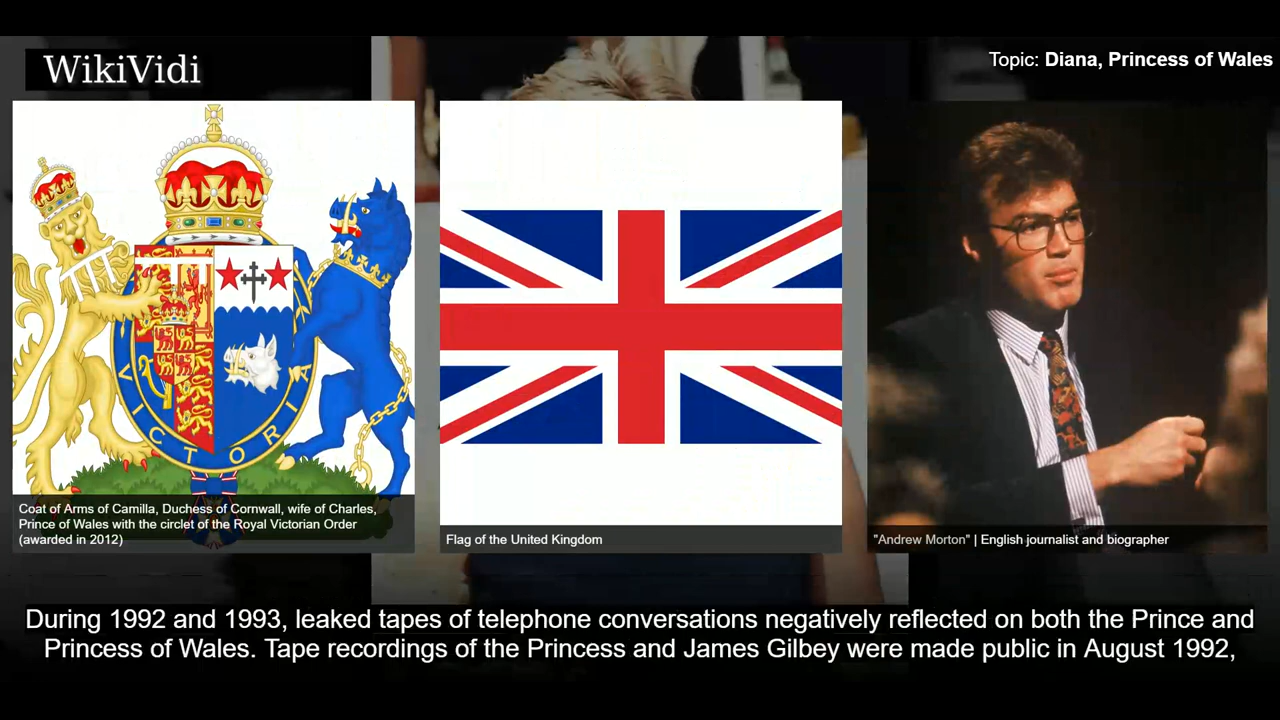 WikiVidi
Topic: Diana, Princess of Wales
VICTORIA
Coat of Arms of Camilla, Duchess of Cornwall, wife of Charles,
Prince of Wales with the circlet of the Royal Victorian Order
(awarded in 2012)
Flag of the United Kingdom
"Andrew Morton" | English journalist and biographer
During 1992 and 1993, leaked tapes of telephone conversations negatively reflected on both the Prince and
Princess of Wales. Tape recordings of the Princess and James Gilbey were made public in August 1992,